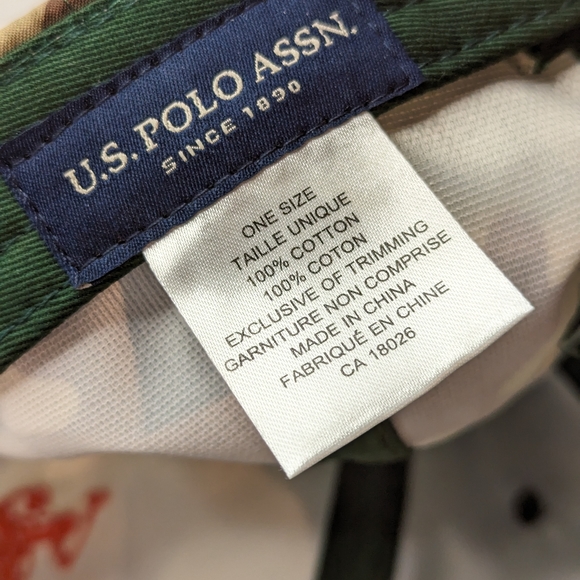 U.S. POLO ASSN.
SINCE 1890
ONE SIZE
TAILLE UNIQUE
100% COTTON
100% COTON
EXCLUSIVE OF TRIMMING
GARNITURE NON COMPRISE
MADE IN CHINA
FABRIQUÉ EN CHINE
CA 18026